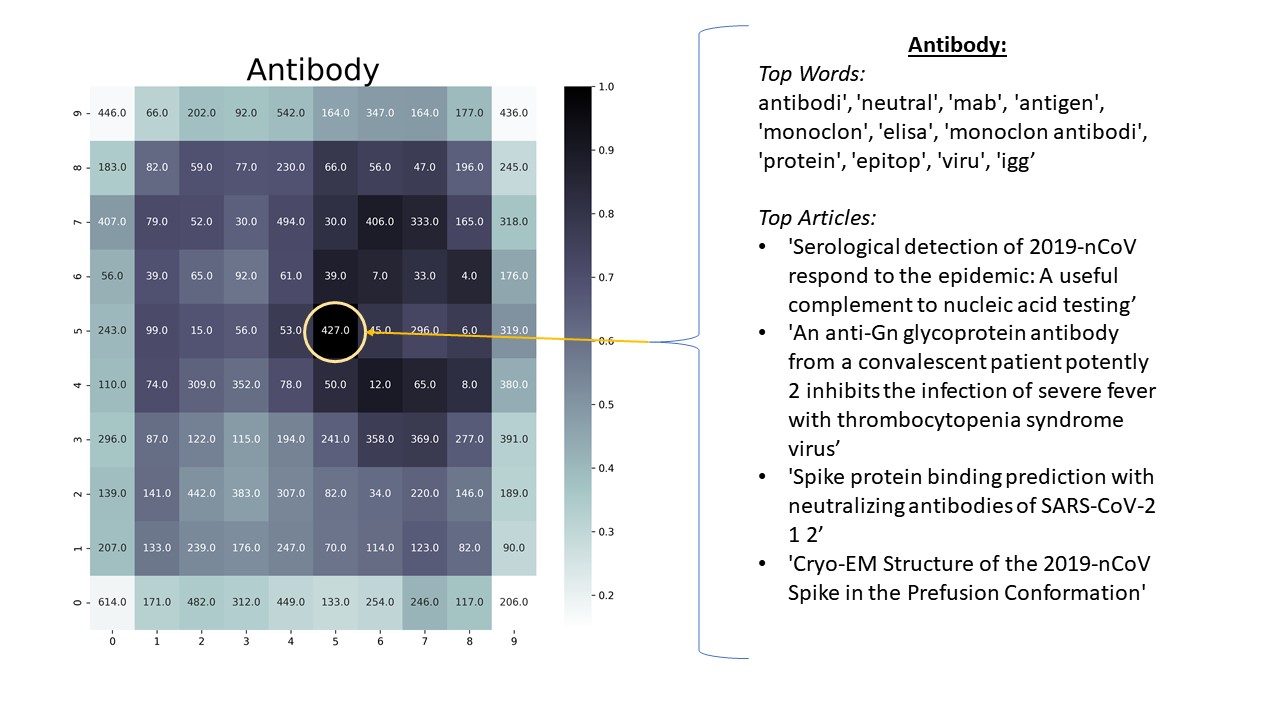 Antibody
9 446.0 66.0 202.0 92.0 542.0 164.0 347.0 164.0 177.0 436.0
8 183.0 82.0 59.0 77.0 230.0 66.0 56.0 47.0 196.0 245.0
7 407.0 79.0 52.0 30.0 494.0 30.0 406.0 333.0 165.0 318.0
6 56.0 39.0 65.0 92.0 61.0 39.0 7.0 33.0 4.0 176.0
5 243.0 99.0 15.0 56.0 53.0 427.0 45.0 296.0 6.0 319.0
4 110.0 74.0 309.0 352.0 78.0 50.0 12.0 65.0 8.0 380.0
3 296.0 87.0 122.0 115.0 194.0 241.0 358.0 369.0 277.0 391.0
2 139.0 141.0 442.0 383.0 307.0 82.0 34.0 220.0 146.0 189.0
1 207.0 133.0 239.0 176.0 247.0 70.0 114.0 123.0 82.0 90.0
0 614.0 171.0 482.0 312.0 449.0 133.0 254.0 246.0 117.0 206.0
0 1 2 3 4 5 6 7 8 9
1.0
0.9
0.8
0.7
0.6
0.5
0.4
0.3
0.2
Antibody:
Top Words:
antibodi', 'neutral', 'mab', 'antigen',
'monoclon', 'elisa', 'monoclon antibodi',
'protein', 'epitop', 'viru', 'igg’
Top Articles:
• 'Serological detection of 2019-nCoV
respond to the epidemic: A useful
complement to nucleic acid testing’
• 'An anti-Gn glycoprotein antibody
from a convalescent patient potently
2 inhibits the infection of severe fever
with thrombocytopenia syndrome
virus’
• 'Spike protein binding prediction with
neutralizing antibodies of SARS-CoV-2
1 2’
• 'Cryo-EM Structure of the 2019-nCoV
Spike in the Prefusion Conformation'